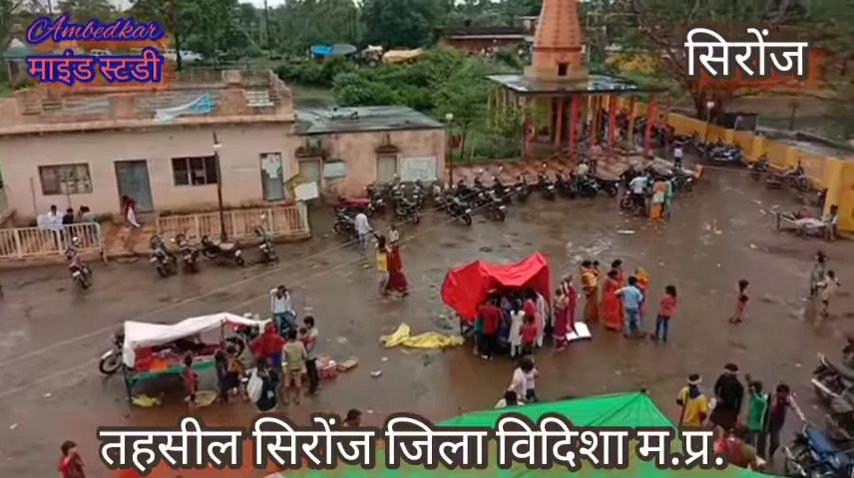 Ambedkar
माइंड स्टडी
सिरोंज
तहसील सिरोंज जिला विदिशा म.प्र.